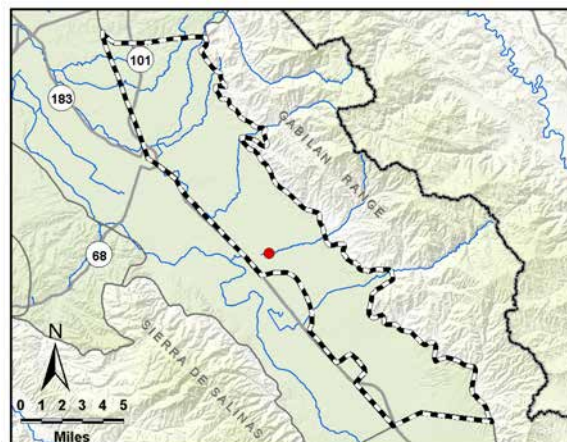 101
183
GABILAN RANGE
68
SIERRA DE SALINAS
N
0 1 2 3 4 5
Miles